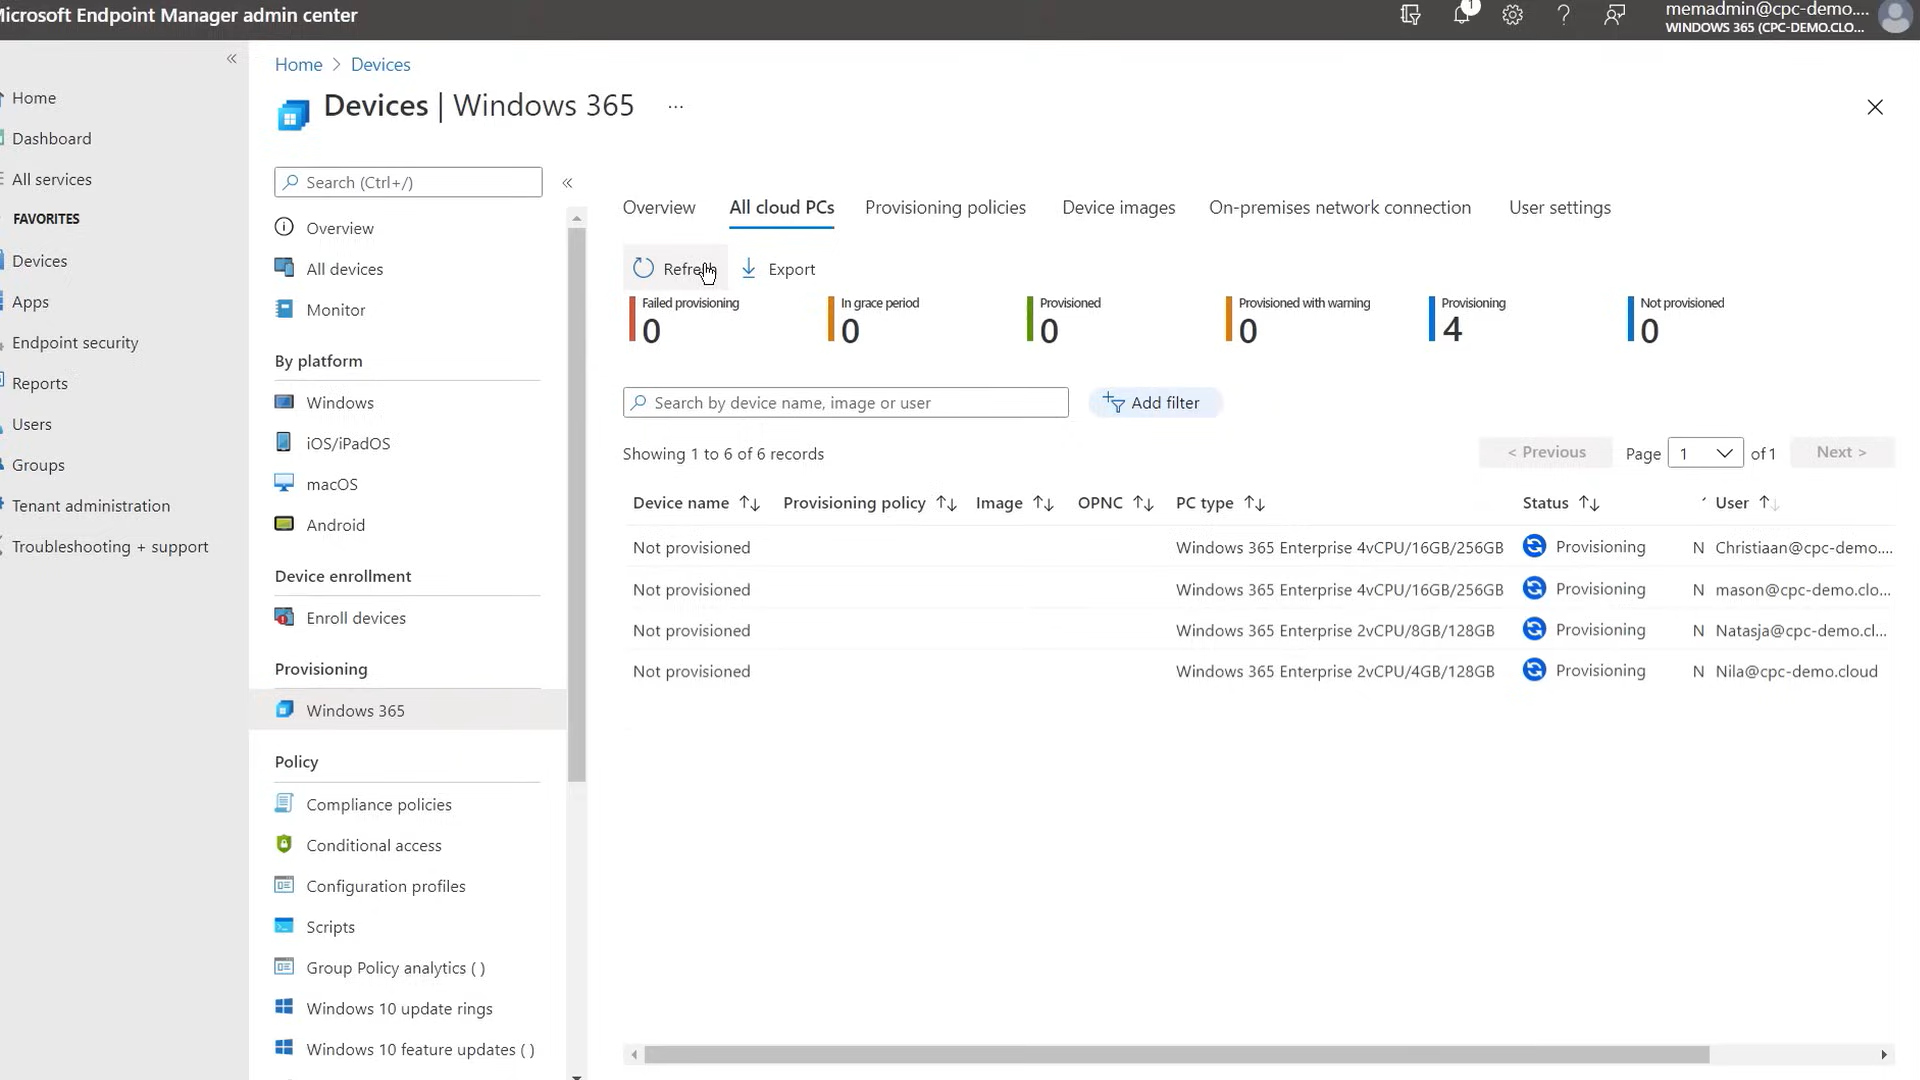 Microsoft Endpoint Manager admin center
1
memadmin@cpc-demo....
WINDOWS 365 (CPC-DEMO.CLO...
«
Home
Dashboard
All services
FAVORITES
Devices
Apps
Endpoint security
Reports
Users
Groups
Tenant administration
Troubleshooting + support
Home > Devices
Devices | Windows 365 ...
Search (Ctrl+/)
«
Overview
All devices
Monitor
By platform
Windows
iOS/iPadOS
macOS
Android
Device enrollment
Enroll devices
Provisioning
Windows 365
Policy
Compliance policies
Conditional access
Configuration profiles
Scripts
Group Policy analytics ( )
Windows 10 update rings
Windows 10 feature updates ( )
Overview All cloud PCs Provisioning policies Device images On-premises network connection User settings
Refresh Export
Failed provisioning In grace period Provisioned Provisioned with warning Provisioning Not provisioned
0 0 0 0 4 0
Search by device name, image or user Add filter
Showing 1 to 6 of 6 records < Previous Page 1 of 1 Next >
Device name Provisioning policy Image OPNC PC type Status User
Not provisioned Windows 365 Enterprise 4vCPU/16GB/256GB Provisioning N Christiaan@cpc-demo....
Not provisioned Windows 365 Enterprise 4vCPU/16GB/256GB Provisioning N mason@cpc-demo.clo...
Not provisioned Windows 365 Enterprise 2vCPU/8GB/128GB Provisioning N Natasja@cpc-demo.cl...
Not provisioned Windows 365 Enterprise 2vCPU/4GB/128GB Provisioning N Nila@cpc-demo.cloud